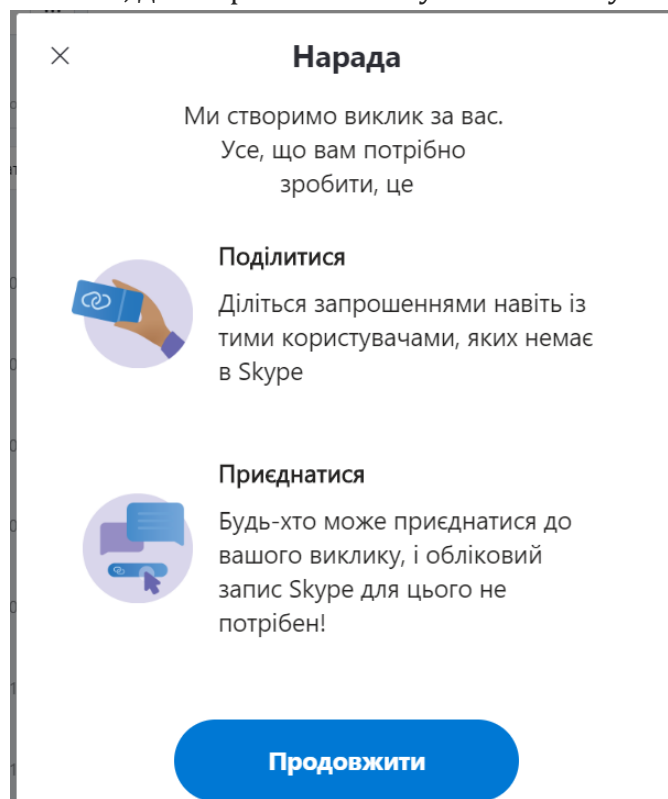 Нарада
Ми створимо виклик за вас.
Усе, що вам потрібно
зробити, це
Поділитися
Діліться запрошеннями навіть із
тими користувачами, яких немає
в Skype
Приєднатися
Будь-хто може приєднатися до
вашого виклику, і обліковий
запис Skype для цього не
потрібен!
Продовжити